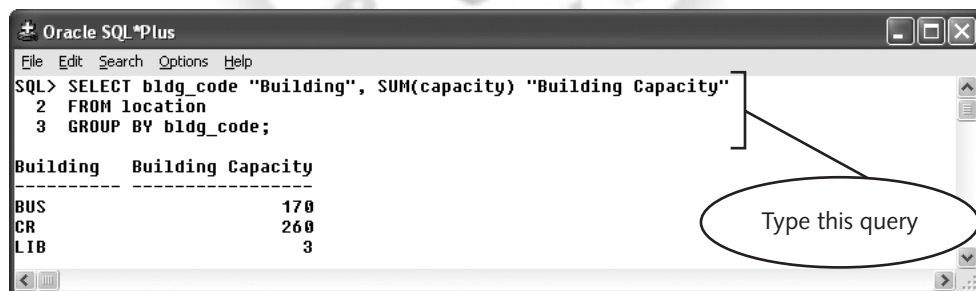 Oracle SQL*Plus
File Edit Search Options Help
SQL> SELECT bldg_code "Building", SUM(capacity) "Building Capacity"
  2  FROM location
  3  GROUP BY bldg_code;
Building   Building Capacity
---------- -----------------
BUS                      170
CR                       260
LIB                        3
Type this query